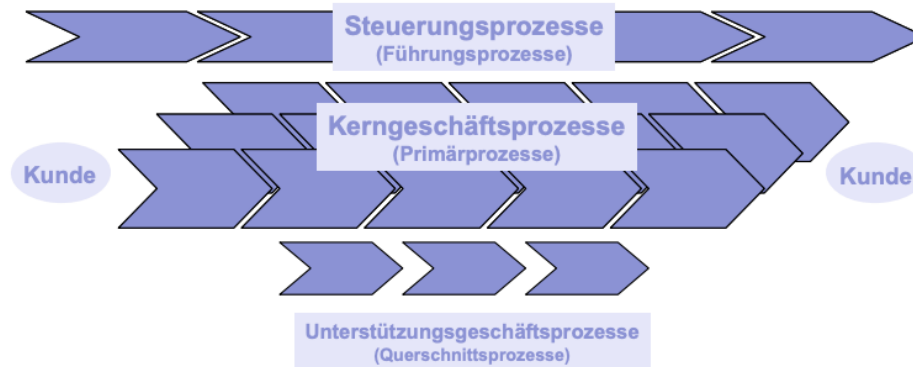 Steuerungsprozesse
(Führungsprozesse)
Kerngeschäftsprozesse
(Primärprozesse)
Kunde
Kunde
Unterstützungsgeschäftsprozesse
(Querschnittsprozesse)